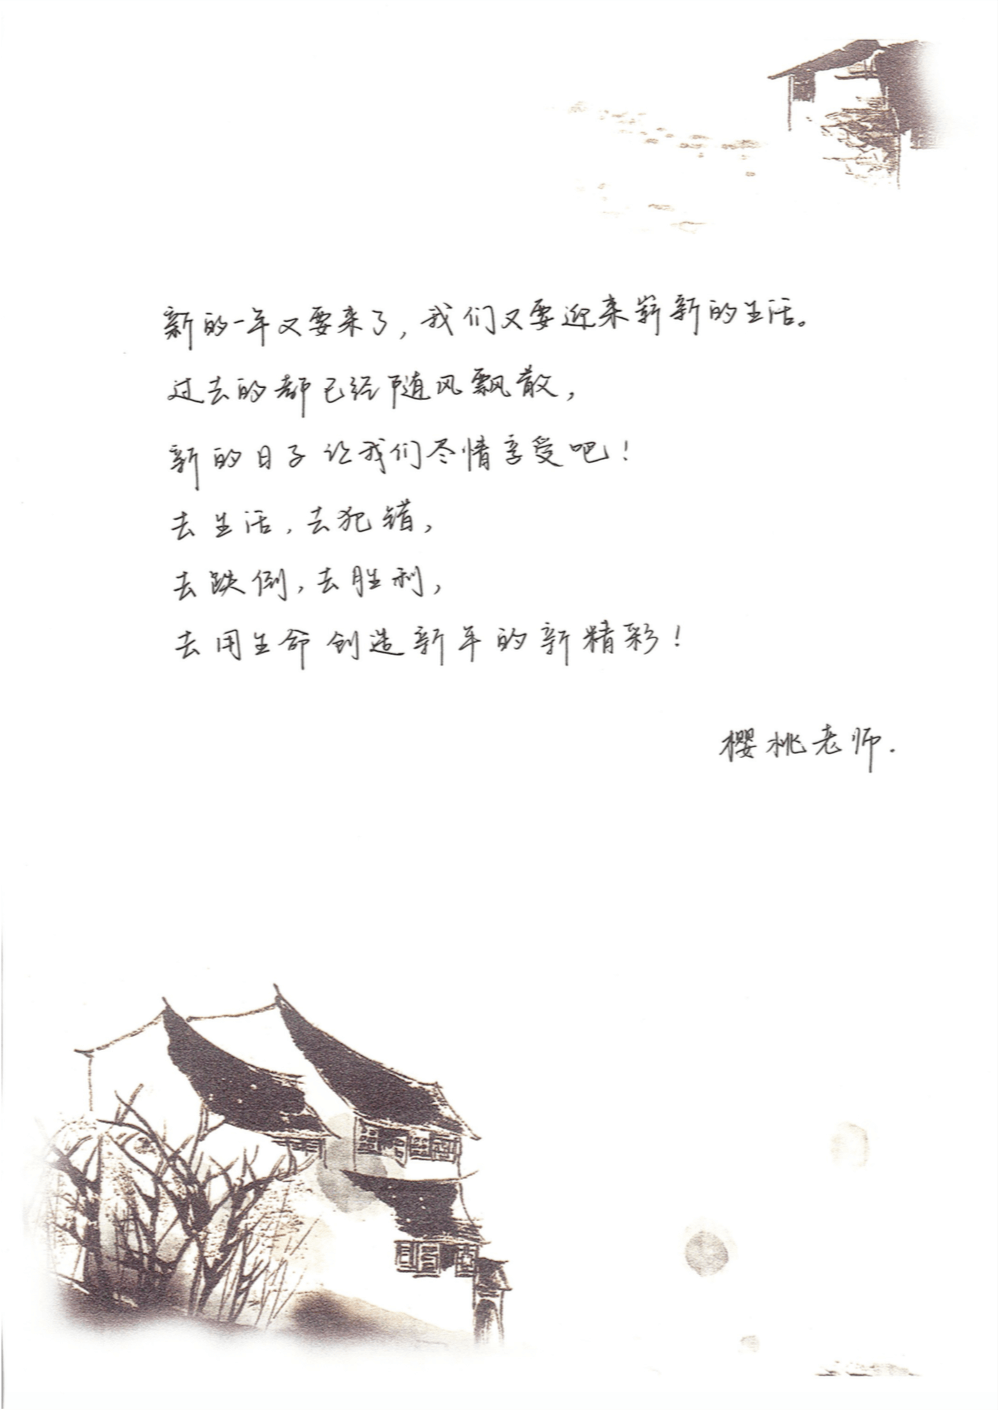 新的一年又要来了，我们又要迎来崭新的生活。
过去的都已经随风飘散，
新的日子让我们尽情享受吧！
去生活，去犯错，
去跌倒，去胜利，
去用生命创造新年的新精彩！
樱桃老师.